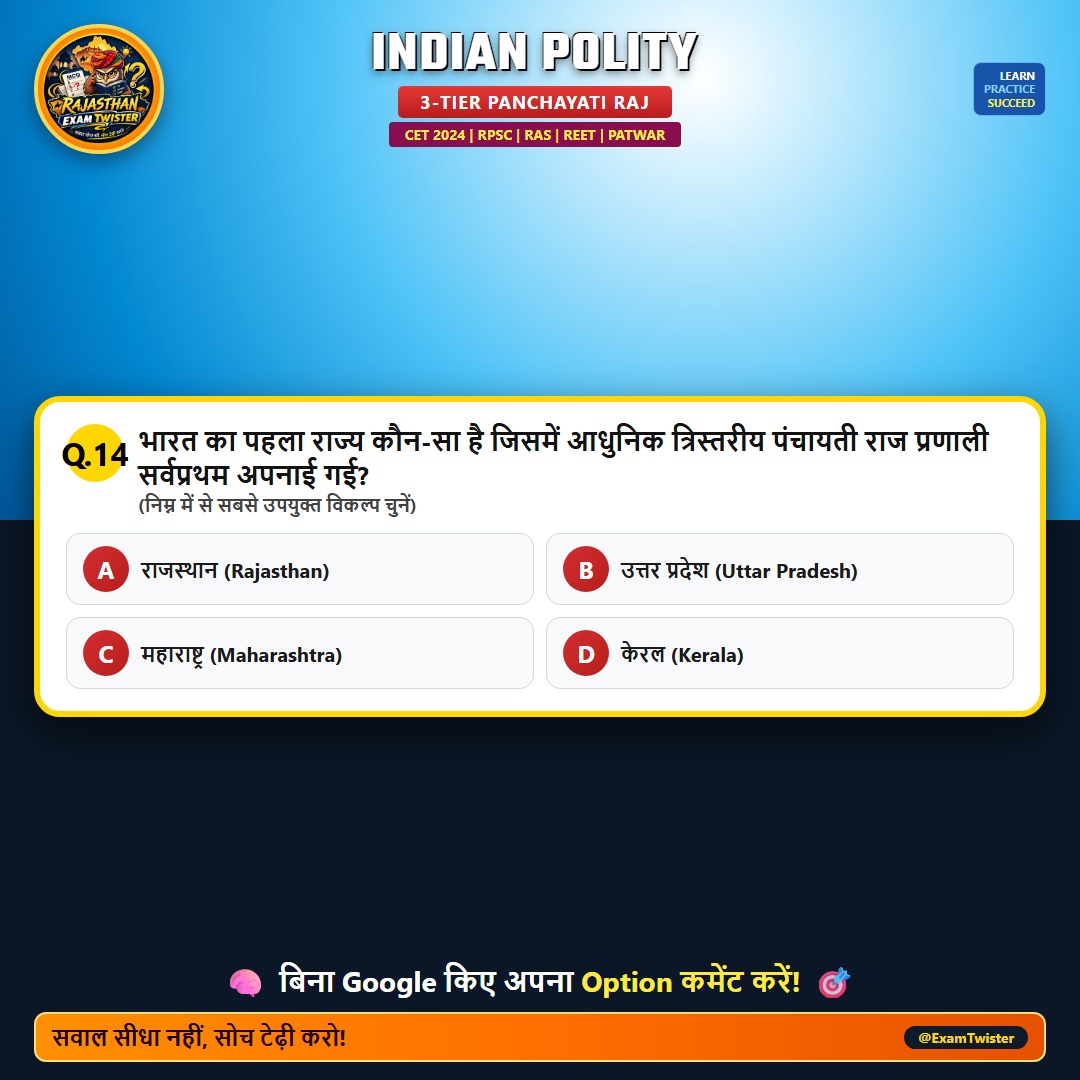 MCQ
RAJASTHAN
EXAM TWISTER
INDIAN POLITY
3-TIER PANCHAYATI RAJ
CET 2024 | RPSC | RAS | REET | PATWAR
LEARN
PRACTICE
SUCCEED
Q.14 भारत का पहला राज्य कौन-सा है जिसमें आधुनिक त्रिस्तरीय पंचायती राज प्रणाली
सर्वप्रथम अपनाई गई?
(निम्न में से सबसे उपयुक्त विकल्प चुनें)
A राजस्थान (Rajasthan)
B उत्तर प्रदेश (Uttar Pradesh)
C महाराष्ट्र (Maharashtra)
D केरल (Kerala)
बिना Google किए अपना Option कमेंट करें!
सवाल सीधा नहीं, सोच टेढ़ी करो!
@ExamTwister